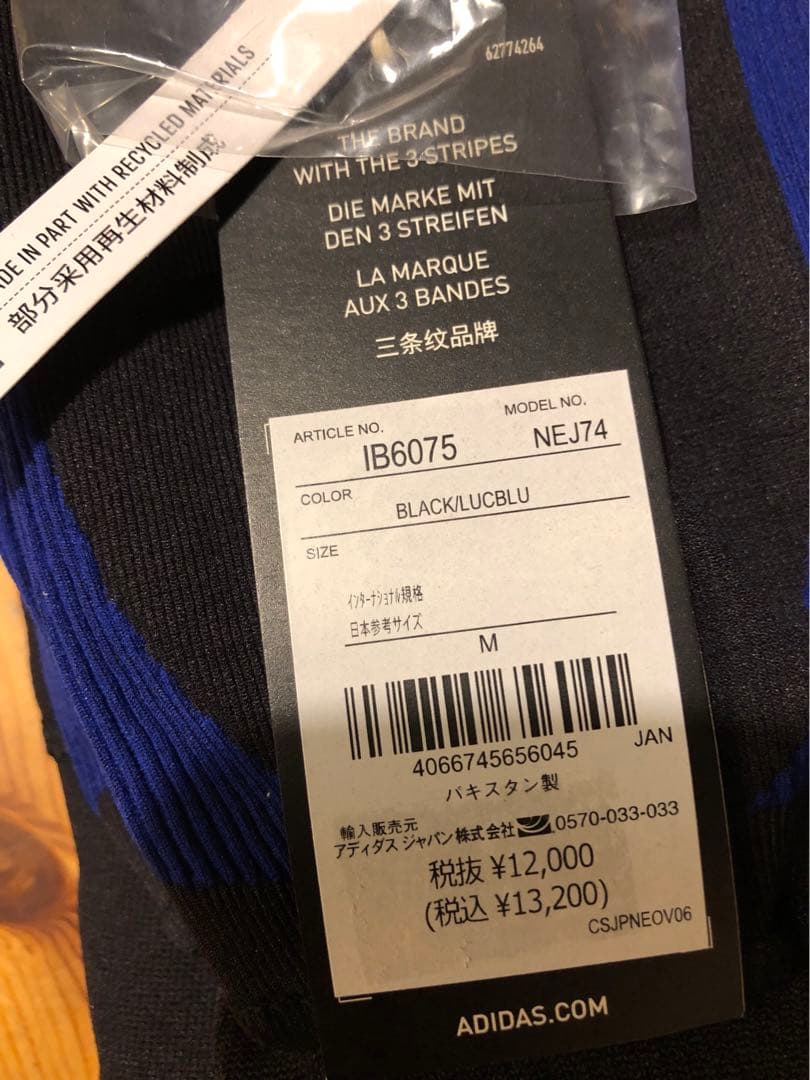 62774264
THE BRAND
WITH THE 3 STRIPES
DIE MARKE MIT
DEN 3 STREIFEN
LA MARQUE
AUX 3 BANDES
三条纹品牌
IN PART WITH RECYCLED MATERIALS
部分采用再生材料制成
ARTICLE NO.
MODEL NO.
IB6075
NEJ74
COLOR
BLACK/LUCBLU
SIZE
インターナショナル規格
日本参考サイズ
M
4066745656045
JAN
パキスタン製
輸入販売元
アディダス ジャパン株式会社
0570-033-033
税抜 ¥12,000
(税込 ¥13,200)
CSJPNEOV06
ADIDAS.COM